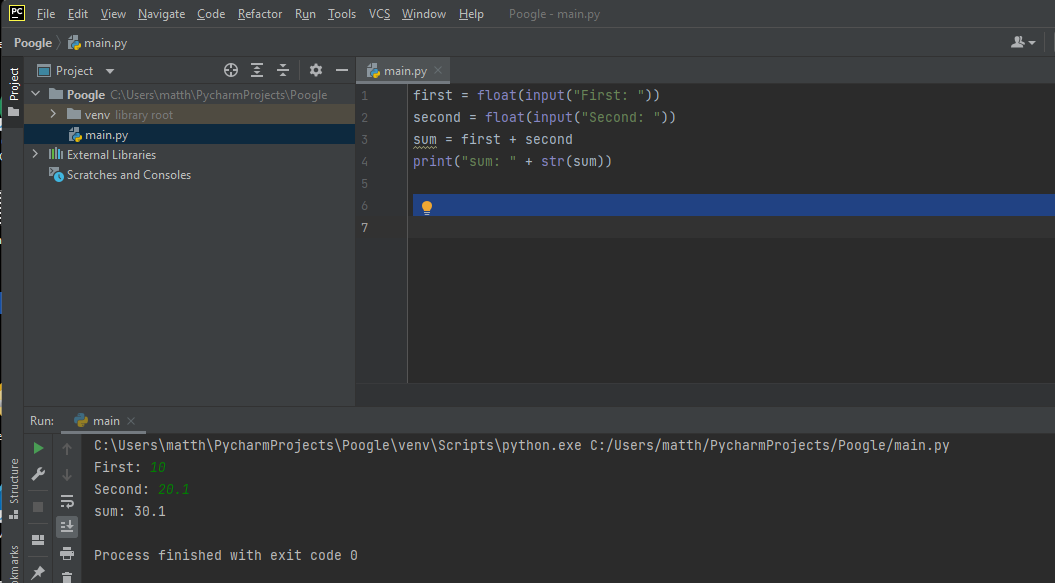 PC File Edit View Navigate Code Refactor Run Tools VCS Window Help Poogle - main.py
Poogle main.py
Project
Project
main.py
Poogle C:\Users\matth\PycharmProjects\Poogle
venv library root
main.py
External Libraries
Scratches and Consoles
1 first = float(input("First: "))
2 second = float(input("Second: "))
3 sum = first + second
4 print("sum: " + str(sum))
5
6
7
Run: main
C:\Users\matth\PycharmProjects\Poogle\venv\Scripts\python.exe C:/Users/matth/PycharmProjects/Poogle/main.py
First: 10
Second: 20.1
sum: 30.1
Process finished with exit code 0
Structure